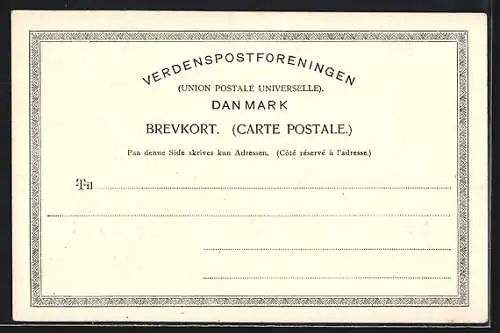 VERDENSPOSTFORENINGEN
(UNION POSTALE UNIVERSELLE).
DANMARK
BREVKORT. (CARTE POSTALE.)
Paa denne Side skrives kun Adressen. (Côté réservé à l'adresse.)
Til